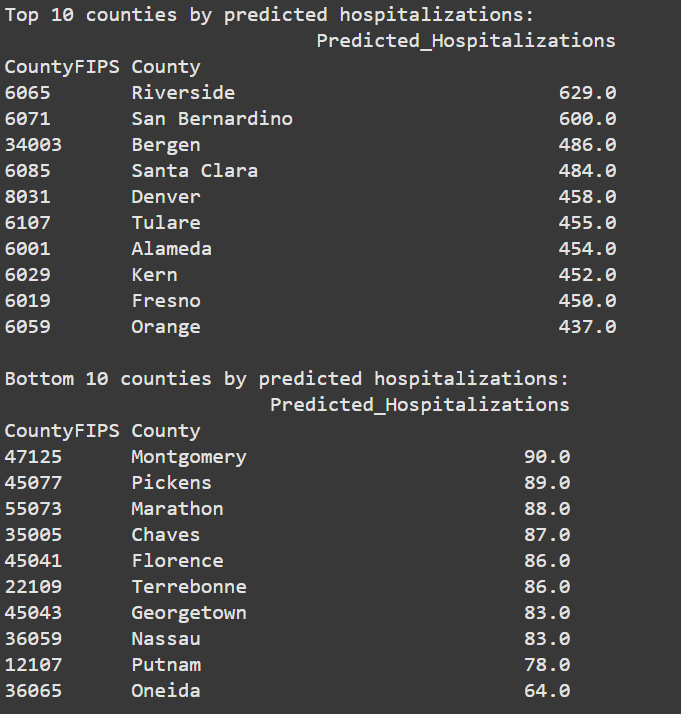 Top 10 counties by predicted hospitalizations:
Predicted_Hospitalizations
CountyFIPS County
6065 Riverside 629.0
6071 San Bernardino 600.0
34003 Bergen 486.0
6085 Santa Clara 484.0
8031 Denver 458.0
6107 Tulare 455.0
6001 Alameda 454.0
6029 Kern 452.0
6019 Fresno 450.0
6059 Orange 437.0
Bottom 10 counties by predicted hospitalizations:
Predicted_Hospitalizations
CountyFIPS County
47125 Montgomery 90.0
45077 Pickens 89.0
55073 Marathon 88.0
35005 Chaves 87.0
45041 Florence 86.0
22109 Terrebonne 86.0
45043 Georgetown 83.0
36059 Nassau 83.0
12107 Putnam 78.0
36065 Oneida 64.0